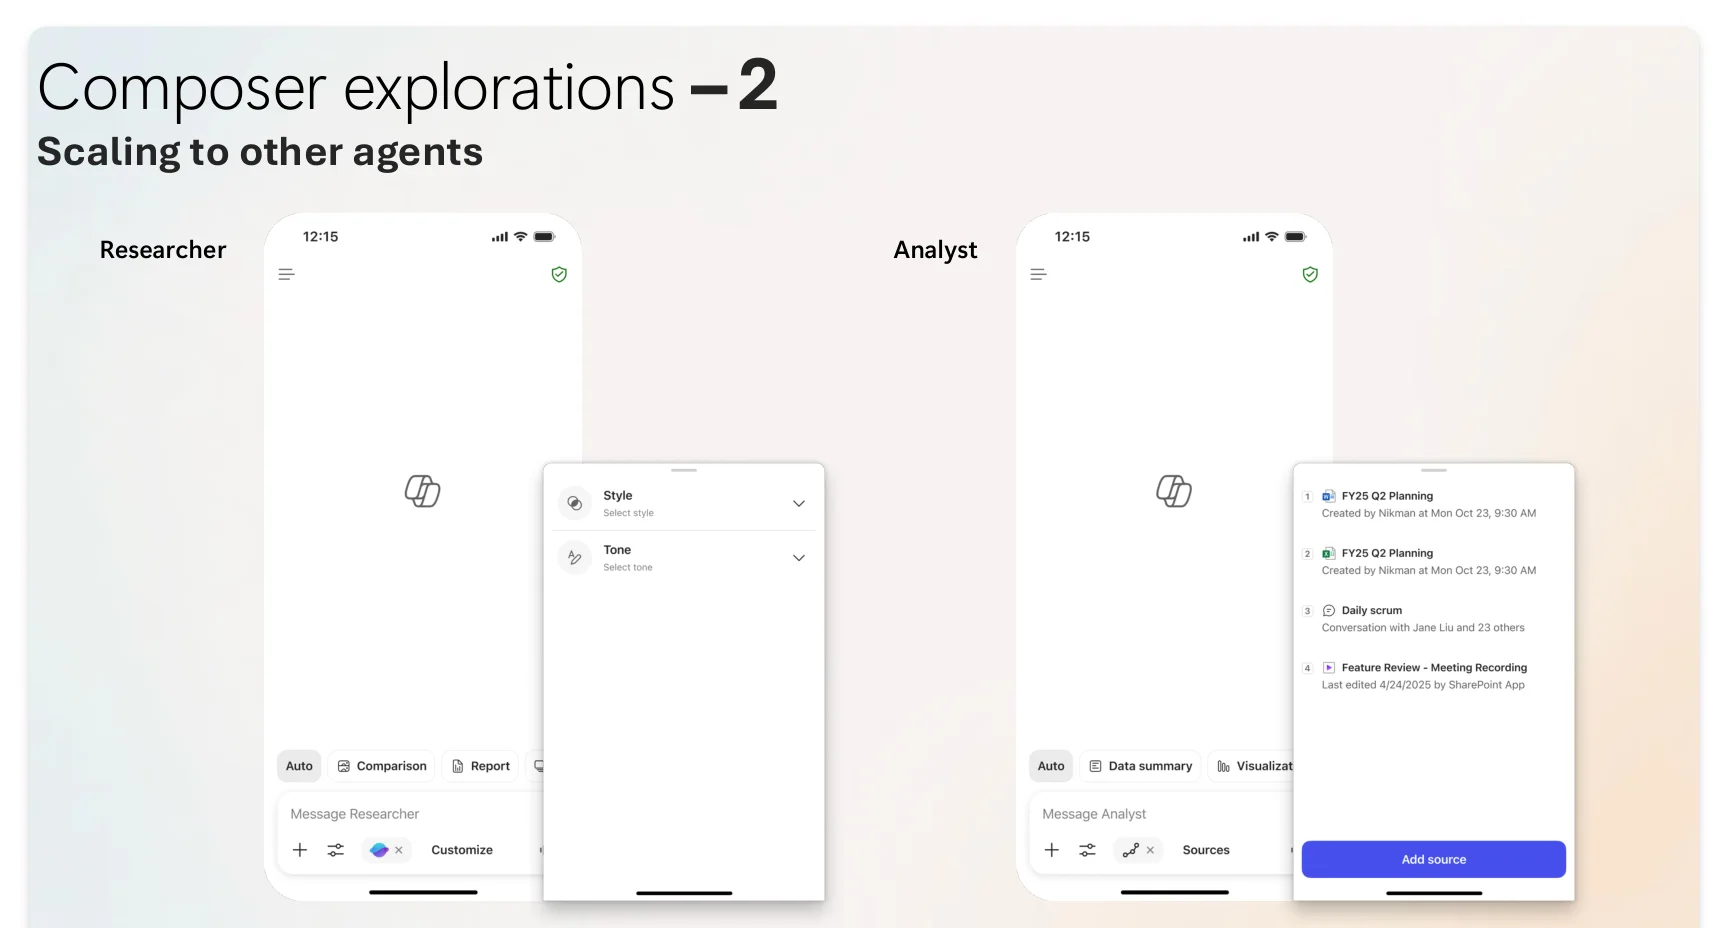 Composer explorations – 2
Scaling to other agents
Researcher
12:15
Style
Select style
Tone
Select tone
Auto
Comparison
Report
Message Researcher
Customize
Analyst
12:15
1
FY25 Q2 Planning
Created by Nikman at Mon Oct 23, 9:30 AM
2
FY25 Q2 Planning
Created by Nikman at Mon Oct 23, 9:30 AM
3
Daily scrum
Conversation with Jane Liu and 23 others
4
Feature Review - Meeting Recording
Last edited 4/24/2025 by SharePoint App
Auto
Data summary
Visualizat
Message Analyst
Sources
Add source